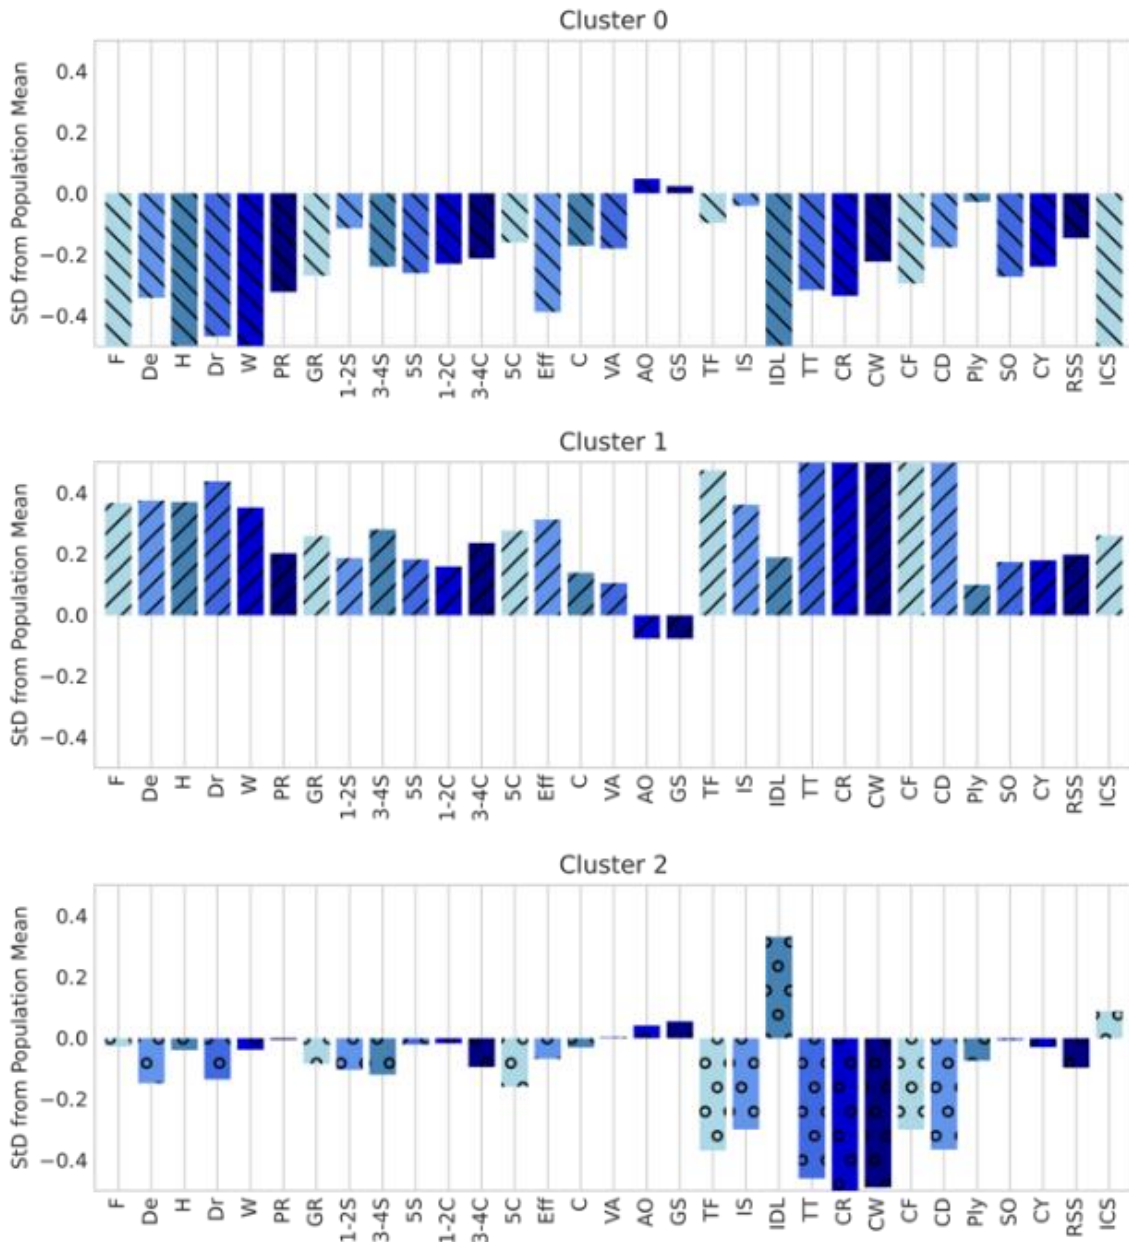 Cluster 0
StD from Population Mean
0.4
0.2
0.0
−0.2
−0.4
F De H Dr W PR GR 1-2S 3-4S 5S 1-2C 3-4C 5C Eff C VA AO GS TF IS IDL TT CR CW CF CD Ply SO CY RSS ICS
Cluster 1
StD from Population Mean
0.4
0.2
0.0
−0.2
−0.4
F De H Dr W PR GR 1-2S 3-4S 5S 1-2C 3-4C 5C Eff C VA AO GS TF IS IDL TT CR CW CF CD Ply SO CY RSS ICS
Cluster 2
StD from Population Mean
0.4
0.2
0.0
−0.2
−0.4
F De H Dr W PR GR 1-2S 3-4S 5S 1-2C 3-4C 5C Eff C VA AO GS TF IS IDL TT CR CW CF CD Ply SO CY RSS ICS